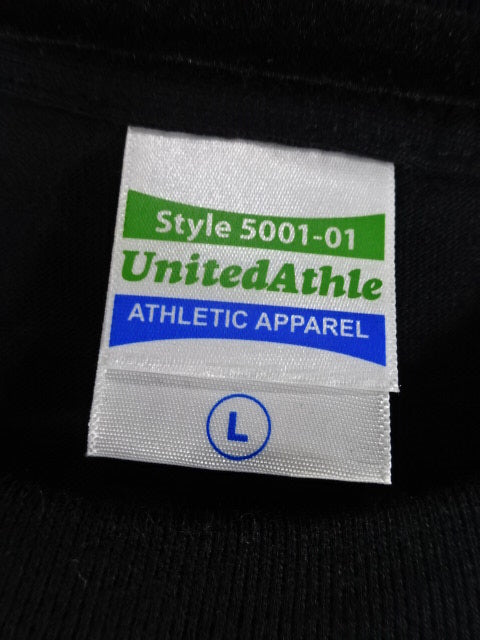 Style 5001-01
UnitedAthle
ATHLETIC APPAREL
L